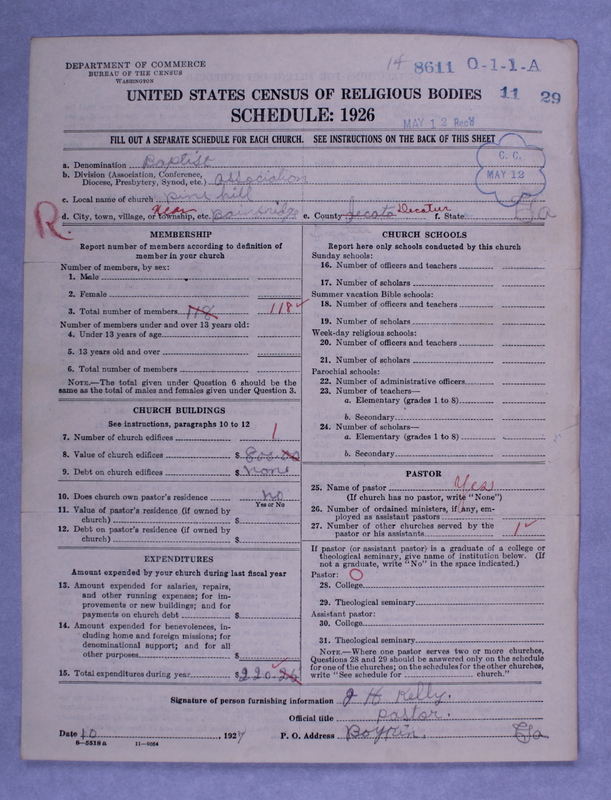 DEPARTMENT OF COMMERCE
BUREAU OF THE CENSUS
WASHINGTON
14 8611 O-1-1-A
UNITED STATES CENSUS OF RELIGIOUS BODIES 11 29
SCHEDULE: 1926
MAY 12 Rec'd
FILL OUT A SEPARATE SCHEDULE FOR EACH CHURCH. SEE INSTRUCTIONS ON THE BACK OF THIS SHEET
C. C.
MAY 12
a. Denomination Baptist
b. Division (Association, Conference,
Diocese, Presbytery, Synod, etc.) Association
c. Local name of church Pine hill
d. City, town, village, or township, etc. near Bainbridge e. County Decatur f. State Ga
R.
MEMBERSHIP
Report number of members according to definition of
member in your church
Number of members, by sex:
1. Male
2. Female
3. Total number of members 118 118
Number of members under and over 13 years old:
4. Under 13 years of age
5. 13 years old and over
6. Total number of members
NOTE.—The total given under Question 6 should be the
same as the total of males and females given under Question 3.
CHURCH BUILDINGS
See instructions, paragraphs 10 to 12
7. Number of church edifices 1
8. Value of church edifices $ 800.00
9. Debt on church edifices $ none
10. Does church own pastor's residence no
Yes or No
11. Value of pastor's residence (if owned by
church) $
12. Debt on pastor's residence (if owned by
church) $
EXPENDITURES
Amount expended by your church during last fiscal year
13. Amount expended for salaries, repairs,
and other running expenses; for im-
provements or new buildings; and for
payments on church debt $
14. Amount expended for benevolences, in-
cluding home and foreign missions; for
denominational support; and for all
other purposes $
15. Total expenditures during year $ 220.25
CHURCH SCHOOLS
Report here only schools conducted by this church
Sunday schools:
16. Number of officers and teachers
17. Number of scholars
Summer vacation Bible schools:
18. Number of officers and teachers
19. Number of scholars
Week-day religious schools:
20. Number of officers and teachers
21. Number of scholars
Parochial schools:
22. Number of administrative officers
23. Number of teachers—
a. Elementary (grades 1 to 8)
b. Secondary
24. Number of scholars—
a. Elementary (grades 1 to 8)
b. Secondary
PASTOR
25. Name of pastor Yes
(If church has no pastor, write "None")
26. Number of ordained ministers, if any, em-
ployed as assistant pastors
27. Number of other churches served by the
pastor or his assistants 1
If pastor (or assistant pastor) is a graduate of a college or
theological seminary, give name of institution below. (If
not a graduate, write "No" in the space indicated.)
Pastor: O
28. College
29. Theological seminary
Assistant pastor:
30. College
31. Theological seminary
NOTE.—Where one pastor serves two or more churches,
Questions 28 and 29 should be answered only on the schedule
for one of the churches; on the schedules for the other churches,
write "See schedule for church."
Signature of person furnishing information J H Kelly.
Official title pastor.
Date 10, 1927 P. O. Address Ga
8—5518a 11—9064